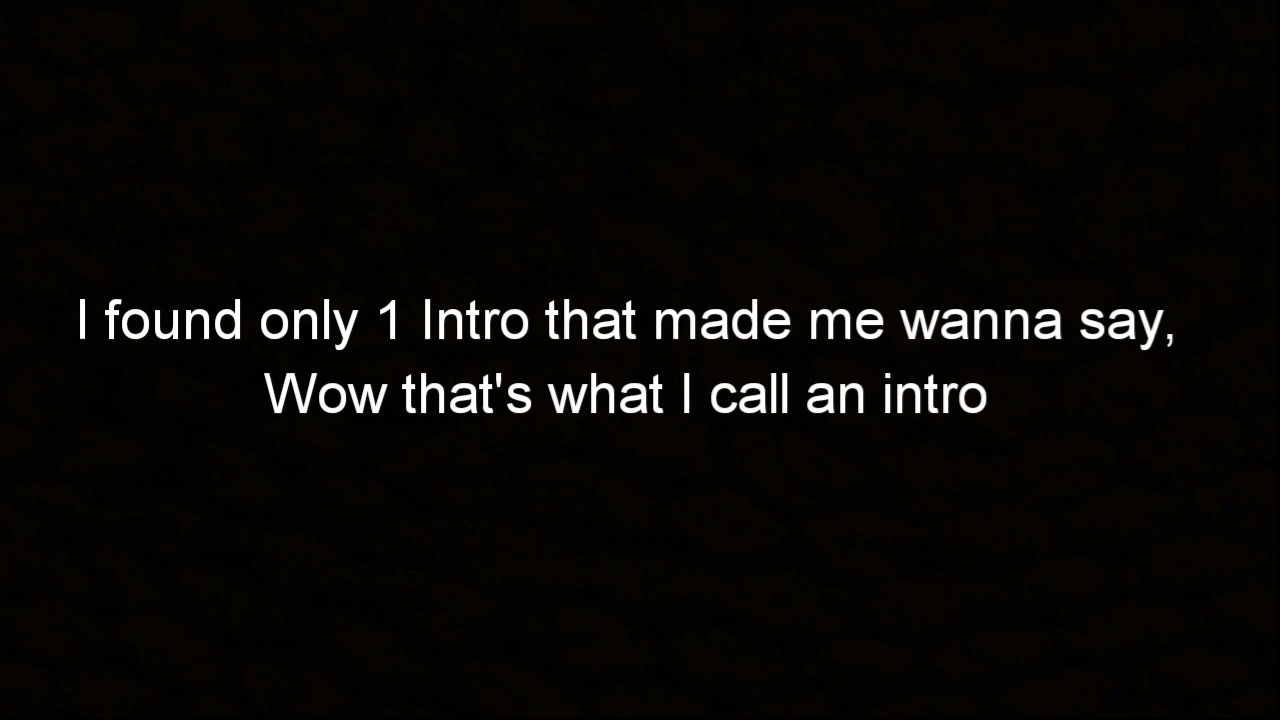 I found only 1 Intro that made me wanna say,
Wow that's what I call an intro